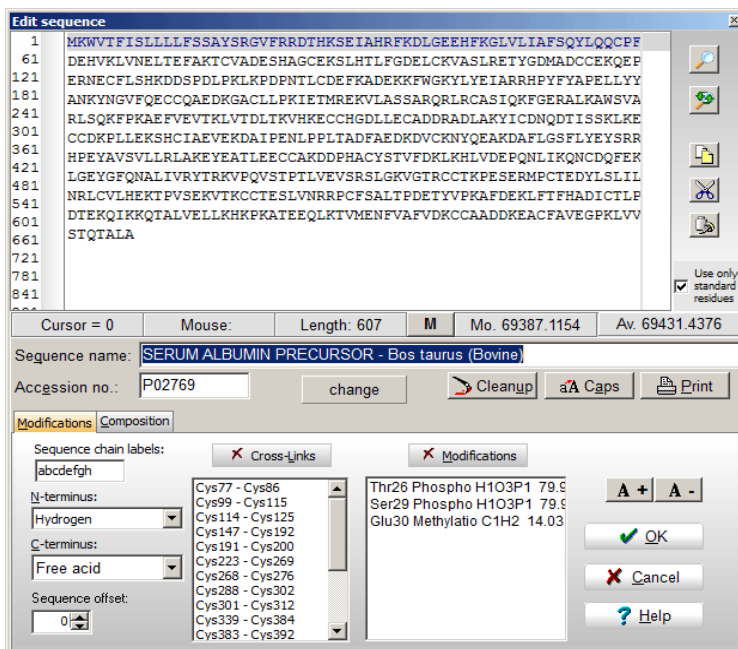 Edit sequence
1 MKWVTFISLLLLFSSAYSRGVFRRDTHKSEIAHRFKDLGEEHFKGLVLIAFSQYLQQCPF
61 DEHVKLVNELTEFAKTCVADESHAGCEKSLHTLFGDELCKVASLRETYGDMADCCEKQEP
121 ERNECFLSHKDDSPDLPKLKPDPNTLCDEFKADEKKFWGKYLYEIARRHPYFYAPELLYY
181 ANKYNGVFQECCQAEDKGACLLPKIETMREKVLASSARQRLRCASIQKFGERALKAWSVA
241 RLSQKFPKAEFVEVTKLVTDLTKVHKECCHGDLLECADDRADLAKYICDNQDTISSKLKE
301 CCDKPLLEKSHCIAEVEKDAIPENLPPLTADFAEDKDVCKNYQEAKDAFLGSFLYEYSRR
361 HPEYAVSVLLRLAKEYEATLEECCAKDDPHACYSTVFDKLKHLVDEPQNLIKQNCDQFEK
421 LGEYGFQNALIVRYTRKVPQVSTPTLVEVSRSLGKVGTRCCTKPESERMPCTEDYLSLIL
481 NRLCVLHEKTPVSEKVTKCCTESLVNRRPCFSALTPDETYVPKAFDEKLFTFHADICTLP
541 DTEKQIKKQTALVELLKHKPKATEEQLKTVMENFVAFVDKCCAADDKEACFAVEGPKLVV
601 STQTALA
661
721
781
841
Use only
standard
residues
Cursor = 0 Mouse: Length: 607 M Mo. 69387.1154 Av. 69431.4376
Sequence name: SERUM ALBUMIN PRECURSOR - Bos taurus (Bovine)
Accession no.: P02769 change Cleanup aA Caps Print
Modifications Composition
Sequence chain labels:
abcdefgh
N-terminus:
Hydrogen
C-terminus:
Free acid
Sequence offset:
0
Cross-Links
Cys77 - Cys86
Cys99 - Cys115
Cys114 - Cys125
Cys147 - Cys192
Cys191 - Cys200
Cys223 - Cys269
Cys268 - Cys276
Cys288 - Cys302
Cys301 - Cys312
Cys339 - Cys384
Cys383 - Cys392
Modifications
Thr26 Phospho H1O3P1 79.9
Ser29 Phospho H1O3P1 79.9
Glu30 Methylatio C1H2 14.03
A + A -
OK
Cancel
Help